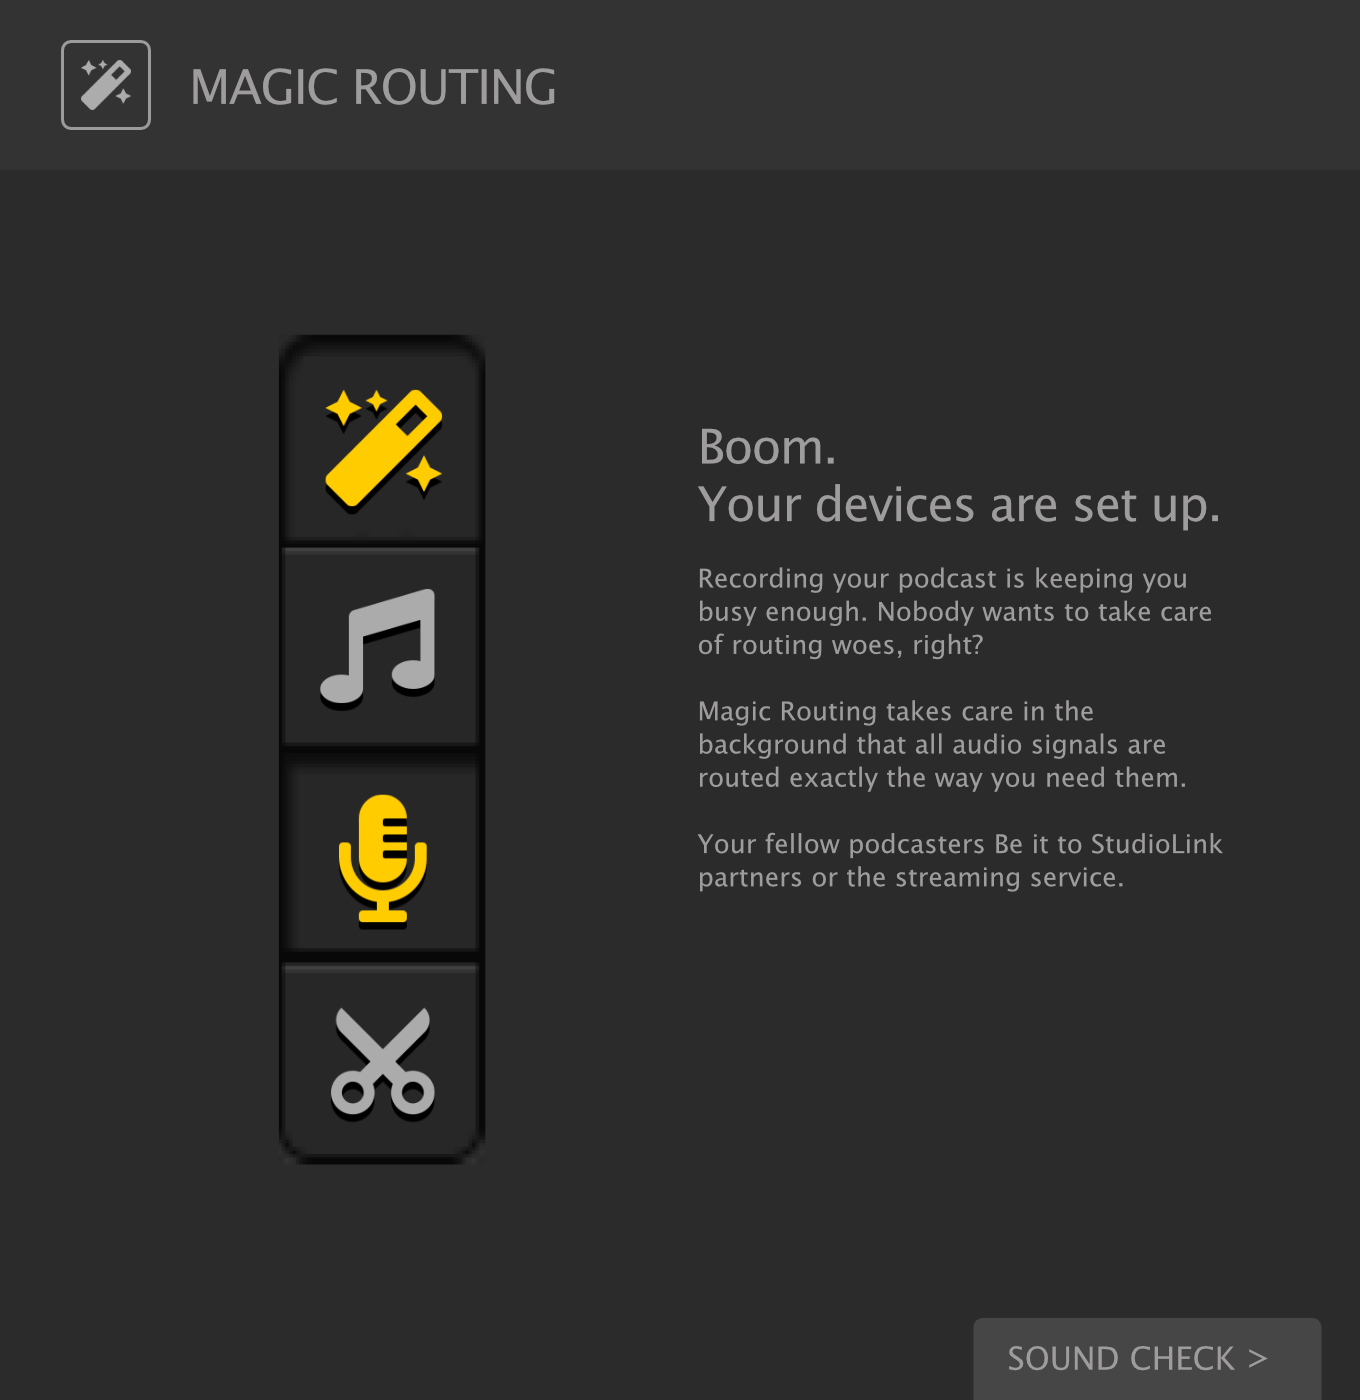 MAGIC ROUTING
Boom.
Your devices are set up.
Recording your podcast is keeping you
busy enough. Nobody wants to take care
of routing woes, right?
Magic Routing takes care in the
background that all audio signals are
routed exactly the way you need them.
Your fellow podcasters Be it to StudioLink
partners or the streaming service.
SOUND CHECK >